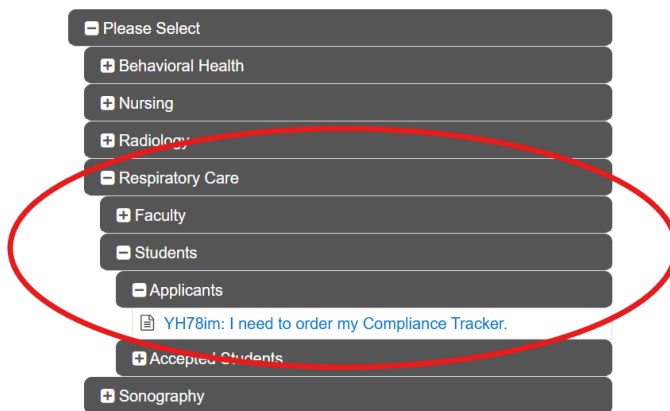 Please Select
Behavioral Health
Nursing
Radiology
Respiratory Care
Faculty
Students
Applicants
YH78im: I need to order my Compliance Tracker.
Accepted Students
Sonography